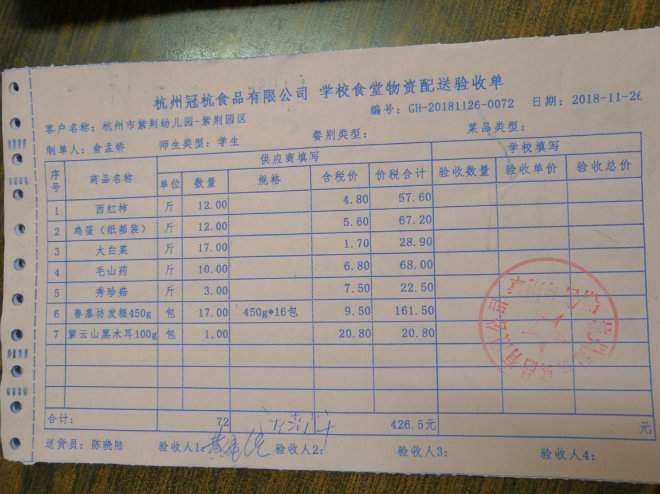 杭州冠杭食品有限公司 学校食堂物资配送验收单
编号: GH-20181126-0072 日期: 2018-11-26
客户名称: 杭州市紫荆幼儿园-紫荆园区
制单人: 俞孟娇 师生类型: 学生 餐别类型: 菜品类型:
供应商填写 学校填写
序号 商品名称 单位 数量 规格 含税价 价税合计 验收数量 验收单价 验收总价
1 西红柿 斤 12.00 4.80 57.60
2 鸡蛋（纸箱装） 斤 12.00 5.60 67.20
3 大白菜 斤 17.00 1.70 28.90
4 毛山药 斤 10.00 6.80 68.00
5 秀珍菇 斤 3.00 7.50 22.50
6 善蒸坊发糕450g 包 17.00 450g*16包 9.50 161.50
7 紫云山黑木耳100g 包 1.00 20.80 20.80
合计: 72 426.5元 元
送货员: 陈晓陆 验收人1: 验收人2: 验收人3: 验收人4: